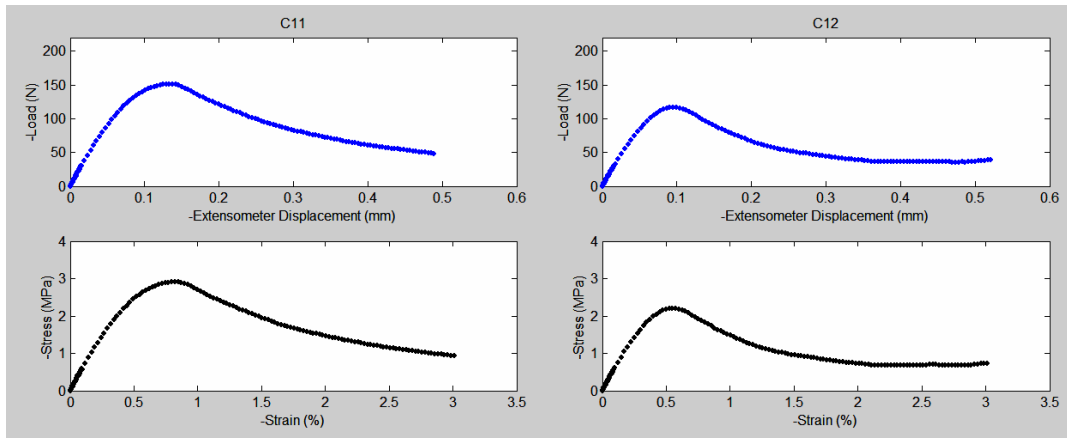 C11
200
150
100
50
0
-Load (N)
0 0.1 0.2 0.3 0.4 0.5 0.6
-Extensometer Displacement (mm)
4
3
2
1
0
-Stress (MPa)
0 0.5 1 1.5 2 2.5 3 3.5
-Strain (%)
C12
200
150
100
50
0
-Load (N)
0 0.1 0.2 0.3 0.4 0.5 0.6
-Extensometer Displacement (mm)
4
3
2
1
0
-Stress (MPa)
0 0.5 1 1.5 2 2.5 3 3.5
-Strain (%)